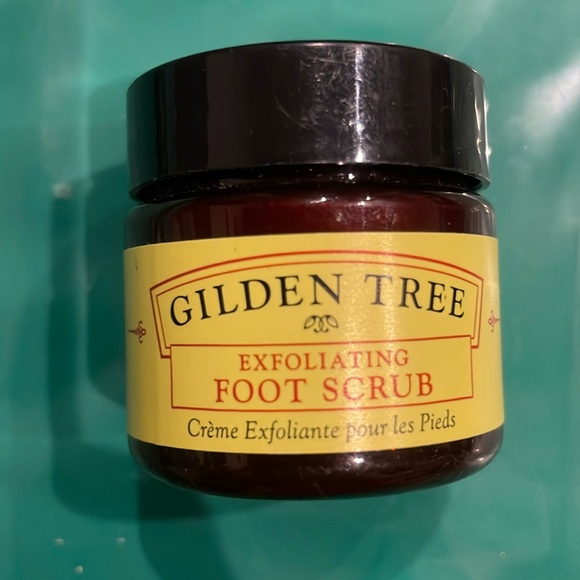 GILDEN TREE
EXFOLIATING
FOOT SCRUB
Crème Exfoliante pour les Pieds